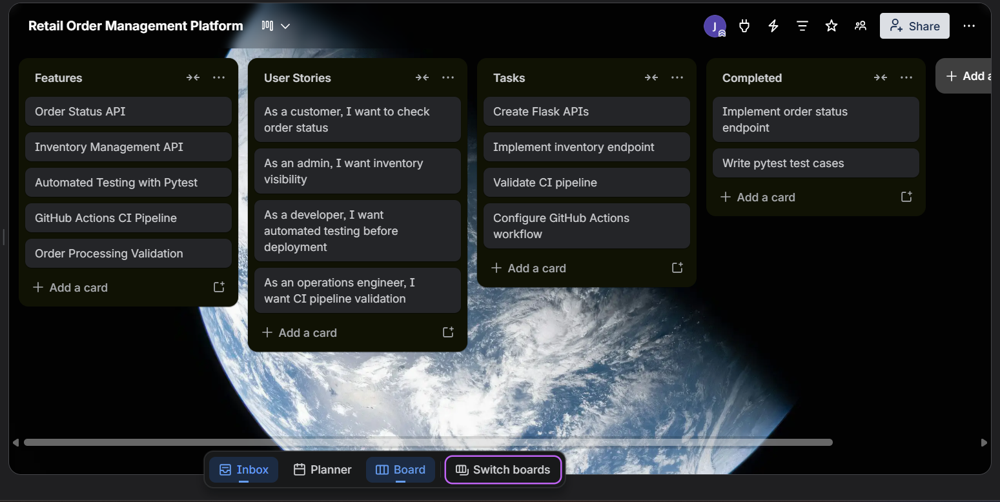 Retail Order Management Platform
J
Share
Features
Order Status API
Inventory Management API
Automated Testing with Pytest
GitHub Actions CI Pipeline
Order Processing Validation
Add a card
User Stories
As a customer, I want to check
order status
As an admin, I want inventory
visibility
As a developer, I want
automated testing before
deployment
As an operations engineer, I
want CI pipeline validation
Add a card
Tasks
Create Flask APIs
Implement inventory endpoint
Validate CI pipeline
Configure GitHub Actions
workflow
Add a card
Completed
Implement order status
endpoint
Write pytest test cases
Add a card
Add a
Inbox
Planner
Board
Switch boards